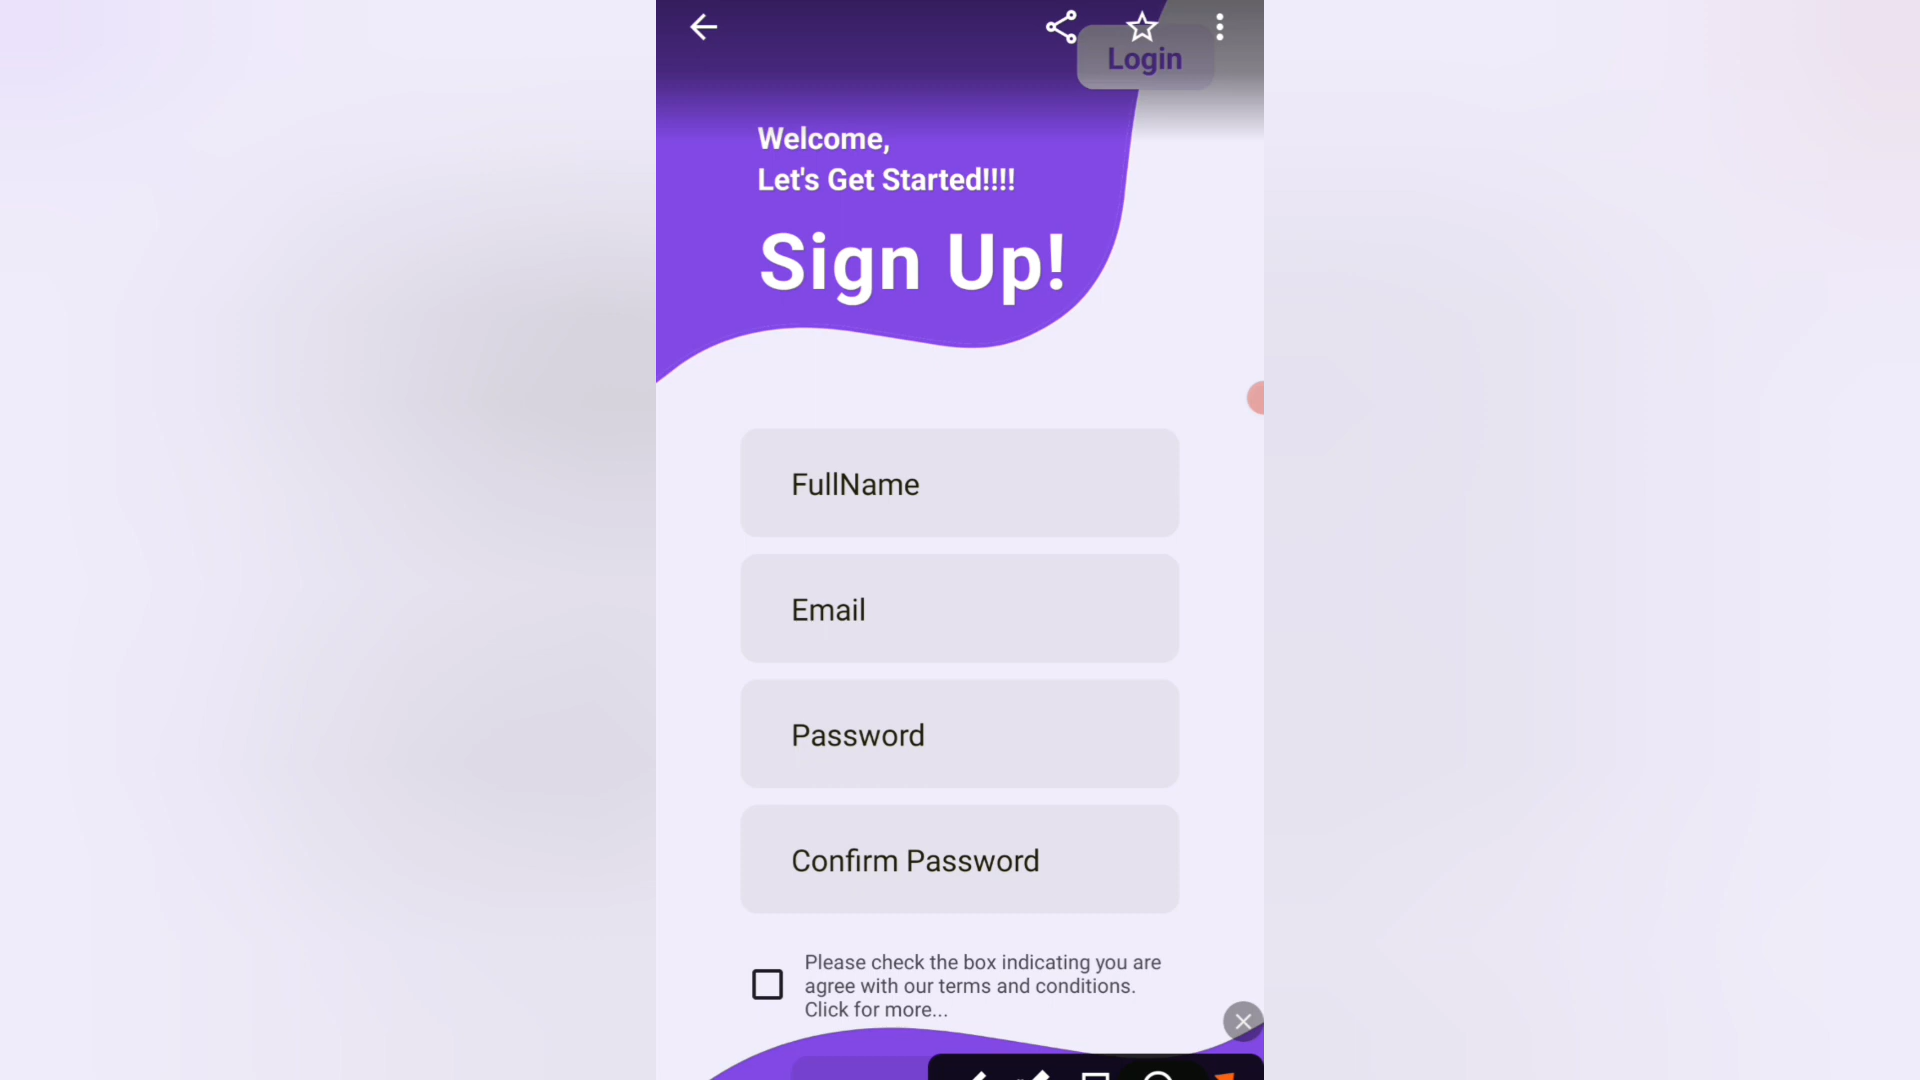 Login
Welcome,
Let's Get Started!!!!
Sign Up!
FullName
Email
Password
Confirm Password
Please check the box indicating you are
agree with our terms and conditions.
Click for more...